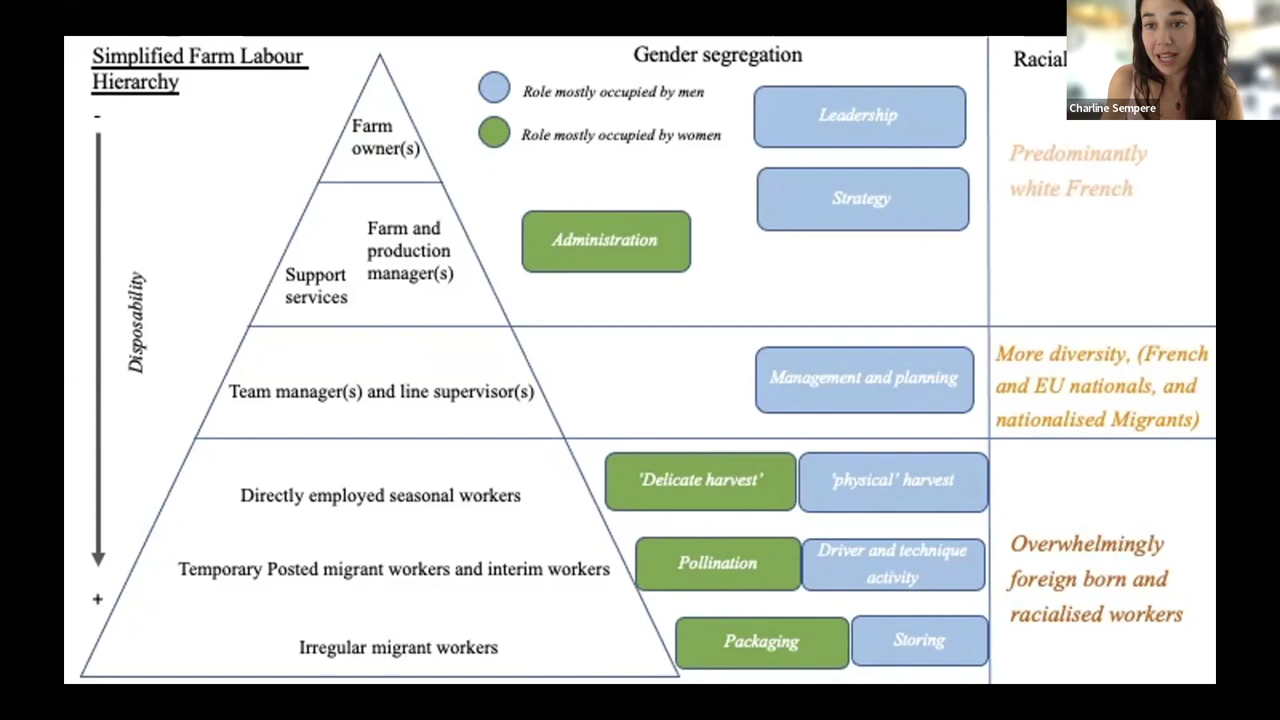 Simplified Farm Labour
Hierarchy
-
Disposability
+
Farm
owner(s)
Farm and
production
manager(s)
Support
services
Team manager(s) and line supervisor(s)
Directly employed seasonal workers
Temporary Posted migrant workers and interim workers
Irregular migrant workers
Gender segregation
Role mostly occupied by men
Role mostly occupied by women
Leadership
Strategy
Administration
Management and planning
'Delicate harvest'
'physical' harvest
Pollination
Driver and technique
activity
Packaging
Storing
Racial
Predominantly
white French
More diversity, (French
and EU nationals, and
nationalised Migrants)
Overwhelmingly
foreign born and
racialised workers
Charline Sempere